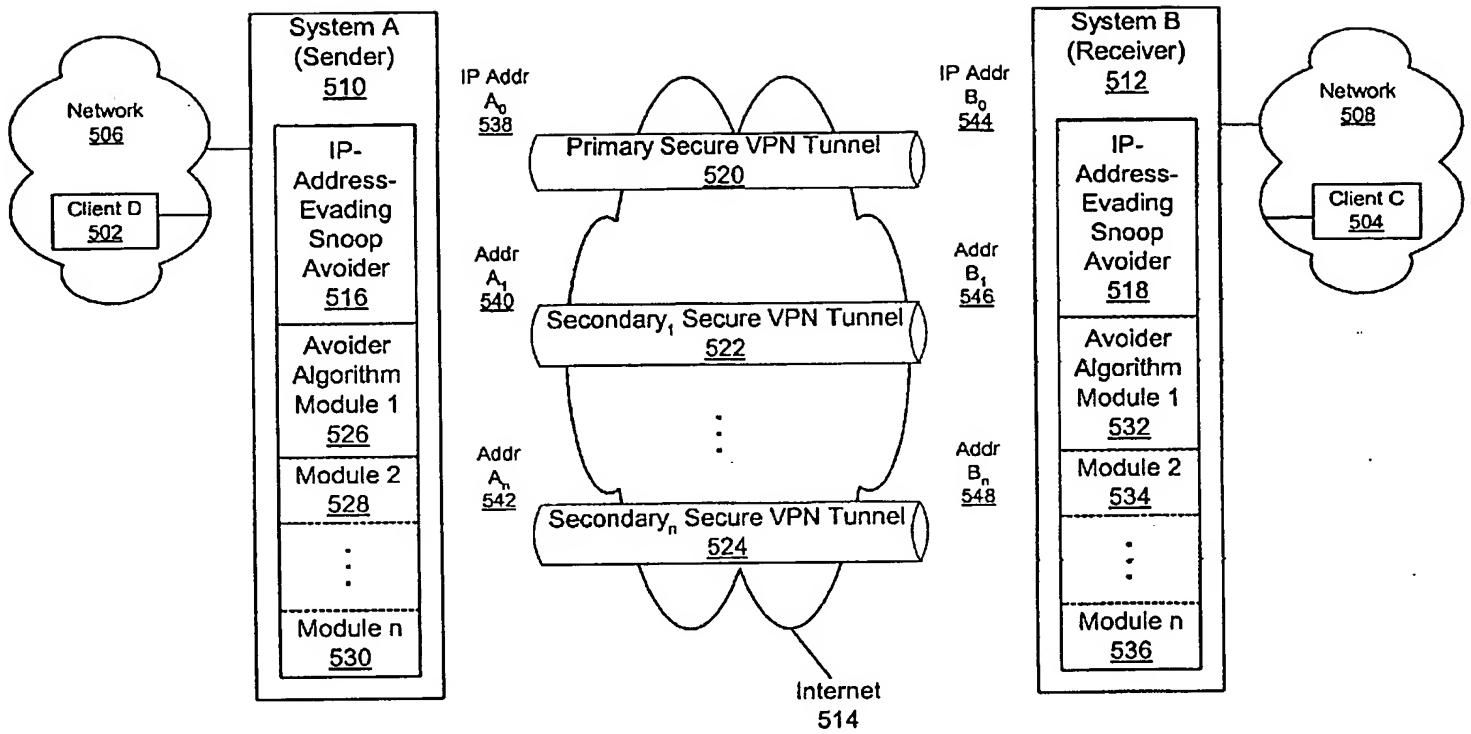 Network
506
Client D
502
System A
(Sender)
510
IP-
Address-
Evading
Snoop
Avoider
516
Avoider
Algorithm
Module 1
526
Module 2
528
Module n
530
IP Addr
A0
538
Addr
A1
540
Addr
An
542
Primary Secure VPN Tunnel
520
Secondary1 Secure VPN Tunnel
522
Secondaryn Secure VPN Tunnel
524
Internet
514
IP Addr
B0
544
Addr
B1
546
Addr
Bn
548
System B
(Receiver)
512
IP-
Address-
Evading
Snoop
Avoider
518
Avoider
Algorithm
Module 1
532
Module 2
534
Module n
536
Network
508
Client C
504